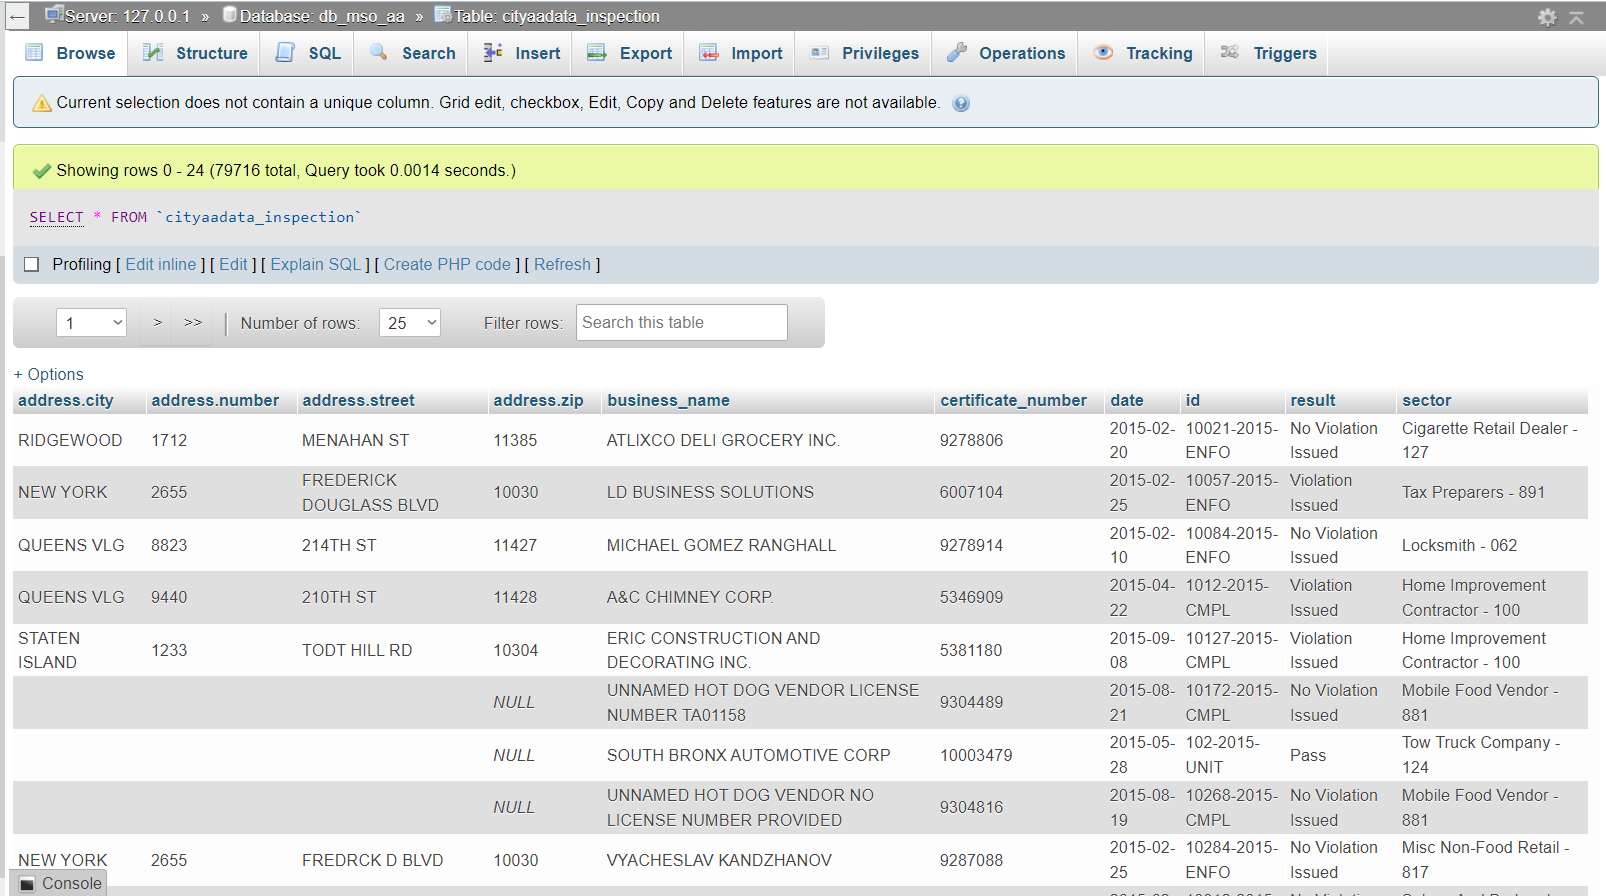 ← Server: 127.0.0.1 » Database: db_mso_aa » Table: cityaadata_inspection
Browse Structure SQL Search Insert Export Import Privileges Operations Tracking Triggers
Current selection does not contain a unique column. Grid edit, checkbox, Edit, Copy and Delete features are not available.
Showing rows 0 - 24 (79716 total, Query took 0.0014 seconds.)
SELECT * FROM `cityaadata_inspection`
Profiling [ Edit inline ] [ Edit ] [ Explain SQL ] [ Create PHP code ] [ Refresh ]
1 > >> | Number of rows: 25 Filter rows: Search this table
+ Options
address.city address.number address.street address.zip business_name certificate_number date id result sector
RIDGEWOOD 1712 MENAHAN ST 11385 ATLIXCO DELI GROCERY INC. 9278806 2015-02-20 10021-2015-ENFO No Violation Issued Cigarette Retail Dealer - 127
NEW YORK 2655 FREDERICK DOUGLASS BLVD 10030 LD BUSINESS SOLUTIONS 6007104 2015-02-25 10057-2015-ENFO Violation Issued Tax Preparers - 891
QUEENS VLG 8823 214TH ST 11427 MICHAEL GOMEZ RANGHALL 9278914 2015-02-10 10084-2015-ENFO No Violation Issued Locksmith - 062
QUEENS VLG 9440 210TH ST 11428 A&C CHIMNEY CORP. 5346909 2015-04-22 1012-2015-CMPL Violation Issued Home Improvement Contractor - 100
STATEN ISLAND 1233 TODT HILL RD 10304 ERIC CONSTRUCTION AND DECORATING INC. 5381180 2015-09-08 10127-2015-CMPL Violation Issued Home Improvement Contractor - 100
NULL UNNAMED HOT DOG VENDOR LICENSE NUMBER TA01158 9304489 2015-08-21 10172-2015-CMPL No Violation Issued Mobile Food Vendor - 881
NULL SOUTH BRONX AUTOMOTIVE CORP 10003479 2015-05-28 102-2015-UNIT Pass Tow Truck Company - 124
NULL UNNAMED HOT DOG VENDOR NO LICENSE NUMBER PROVIDED 9304816 2015-08-19 10268-2015-CMPL No Violation Issued Mobile Food Vendor - 881
NEW YORK 2655 FREDRCK D BLVD 10030 VYACHESLAV KANDZHANOV 9287088 2015-02-25 10284-2015-ENFO No Violation Issued Misc Non-Food Retail - 817
Console